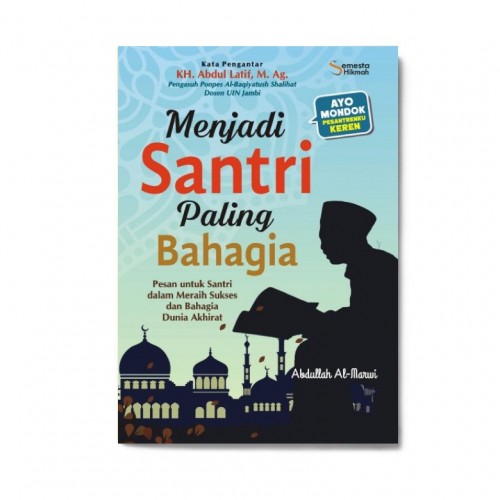 Kata Pengantar
KH. Abdul Latif, M. Ag.
Pengasuh Ponpes Al-Baqiyatush Shalihat
Dosen UIN Jambi
Semesta
Hikmah
AYO
MONDOK
PESANTRENKU
KEREN
Menjadi
Santri
Paling
Bahagia
Pesan untuk Santri
dalam Meraih Sukses
dan Bahagia
Dunia Akhirat
Abdullah Al-Marwi